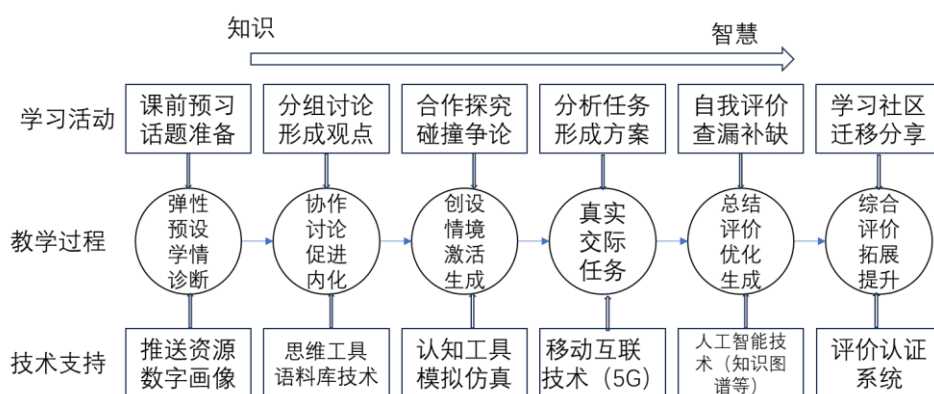 知识
智慧
学习活动
课前预习
话题准备
分组讨论
形成观点
合作探究
碰撞争论
分析任务
形成方案
自我评价
查漏补缺
学习社区
迁移分享
教学过程
弹性
预设
学情
诊断
协作
讨论
促进
内化
创设
情境
激活
生成
真实
交际
任务
总结
评价
优化
生成
综合
评价
拓展
提升
技术支持
推送资源
数字画像
思维工具
语料库技术
认知工具
模拟仿真
移动互联
技术（5G）
人工智能技
术（知识图
谱等）
评价认证
系统